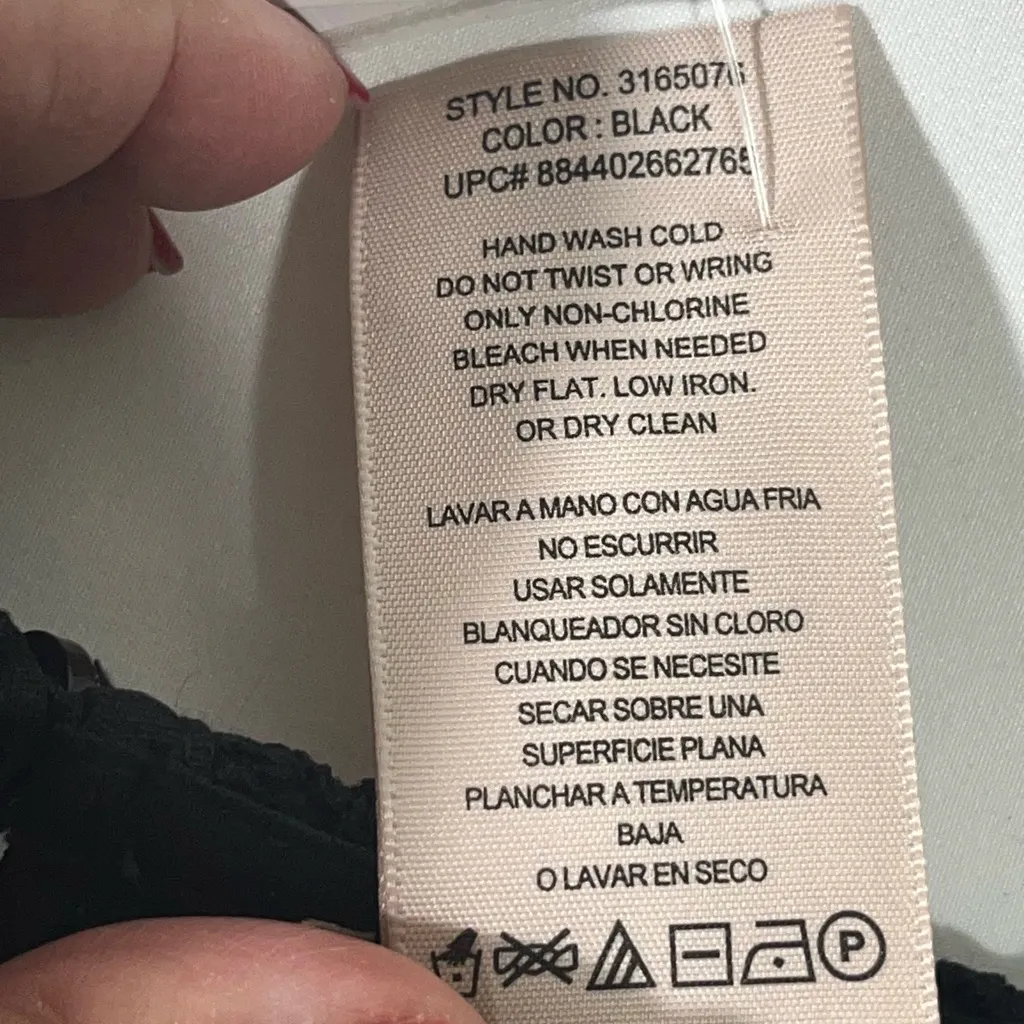 STYLE NO. 3165076
COLOR : BLACK
UPC# 884402662765
HAND WASH COLD
DO NOT TWIST OR WRING
ONLY NON-CHLORINE
BLEACH WHEN NEEDED
DRY FLAT. LOW IRON.
OR DRY CLEAN
LAVAR A MANO CON AGUA FRIA
NO ESCURRIR
USAR SOLAMENTE
BLANQUEADOR SIN CLORO
CUANDO SE NECESITE
SECAR SOBRE UNA
SUPERFICIE PLANA
PLANCHAR A TEMPERATURA
BAJA
O LAVAR EN SECO
P